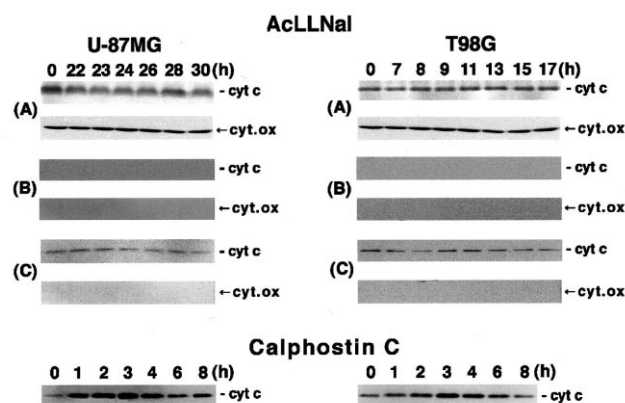 AcLLNal
U-87MG T98G
0 22 23 24 26 28 30 (h) 0 7 8 9 11 13 15 17 (h)
- cyt c - cyt c
(A) (A)
←cyt.ox ←cyt.ox
- cyt c - cyt c
(B) (B)
←cyt.ox ←cyt.ox
- cyt c - cyt c
(C) (C)
←cyt.ox ←cyt.ox
Calphostin C
0 1 2 3 4 6 8 (h) 0 1 2 3 4 6 8 (h)
- cyt c - cyt c